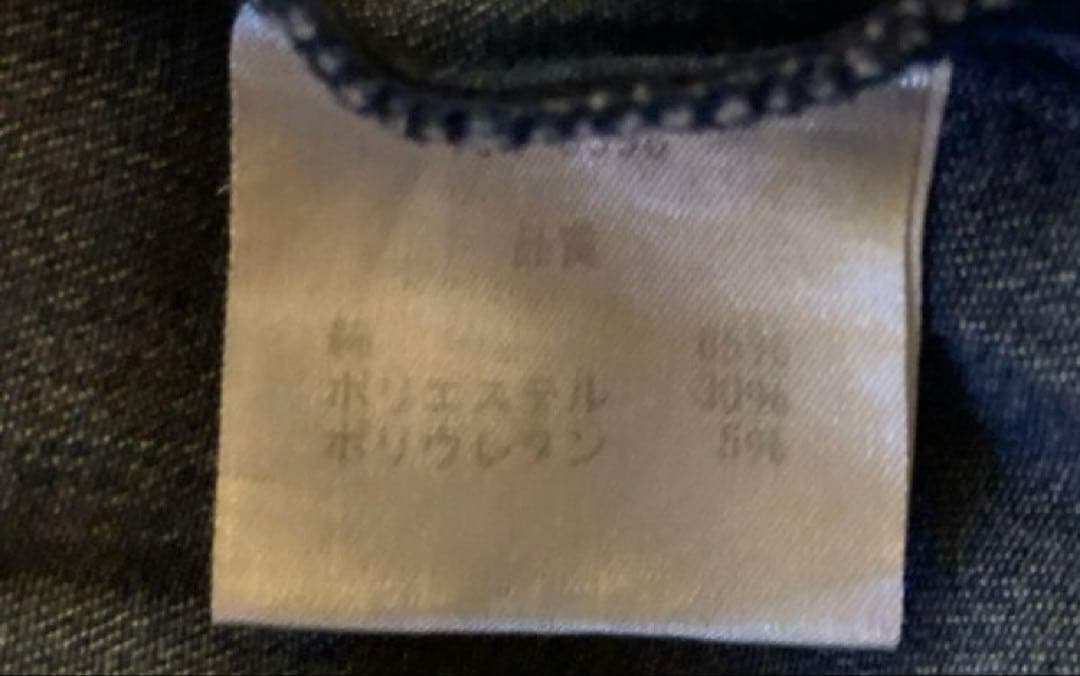 品質
綿 65%
ポリエステル 30%
ポリウレタン 5%